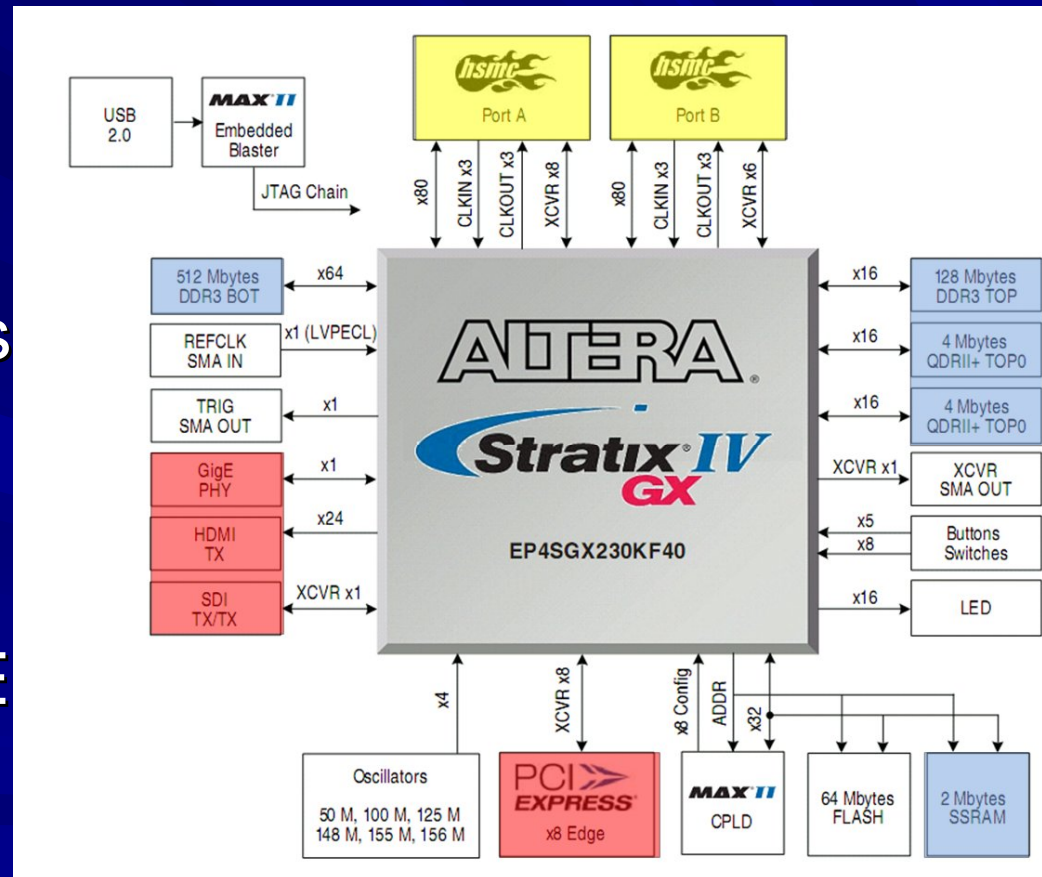 hsmc
Port A
hsmc
Port B
USB
2.0
MAX II
Embedded
Blaster
JTAG Chain
x80
CLKIN x3
CLKOUT x3
XCVR x8
x80
CLKIN x3
CLKOUT x3
XCVR x6
512 Mbytes
DDR3 BOT
x64
REFCLK
SMA IN
x1 (LVPECL)
TRIG
SMA OUT
x1
GigE
PHY
x1
HDMI
TX
x24
SDI
TX/TX
XCVR x1
S
E
ALTERA®
Stratix® IV
GX
EP4SGX230KF40
x16
128 Mbytes
DDR3 TOP
x16
4 Mbytes
QDRII+ TOP0
x16
4 Mbytes
QDRII+ TOP0
XCVR x1
XCVR
SMA OUT
x5
x8
Buttons
Switches
x16
LED
x4
XCVR x8
x8 Config
ADDR
x32
Oscillators
50 M, 100 M, 125 M
148 M, 155 M, 156 M
PCI
EXPRESS®
x8 Edge
MAX II
CPLD
64 Mbytes
FLASH
2 Mbytes
SSRAM